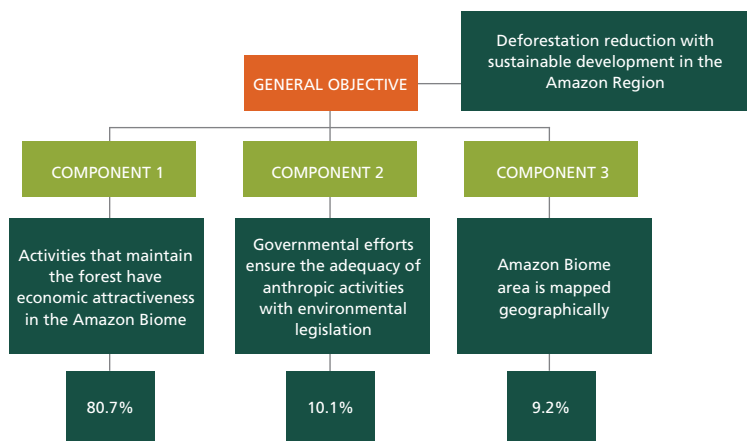 Deforestation reduction with
sustainable development in the
Amazon Region
GENERAL OBJECTIVE
COMPONENT 1
COMPONENT 2
COMPONENT 3
Activities that maintain
the forest have
economic attractiveness
in the Amazon Biome
Governmental efforts
ensure the adequacy of
anthropic activities
with environmental
legislation
Amazon Biome
area is mapped
geographically
80.7%
10.1%
9.2%